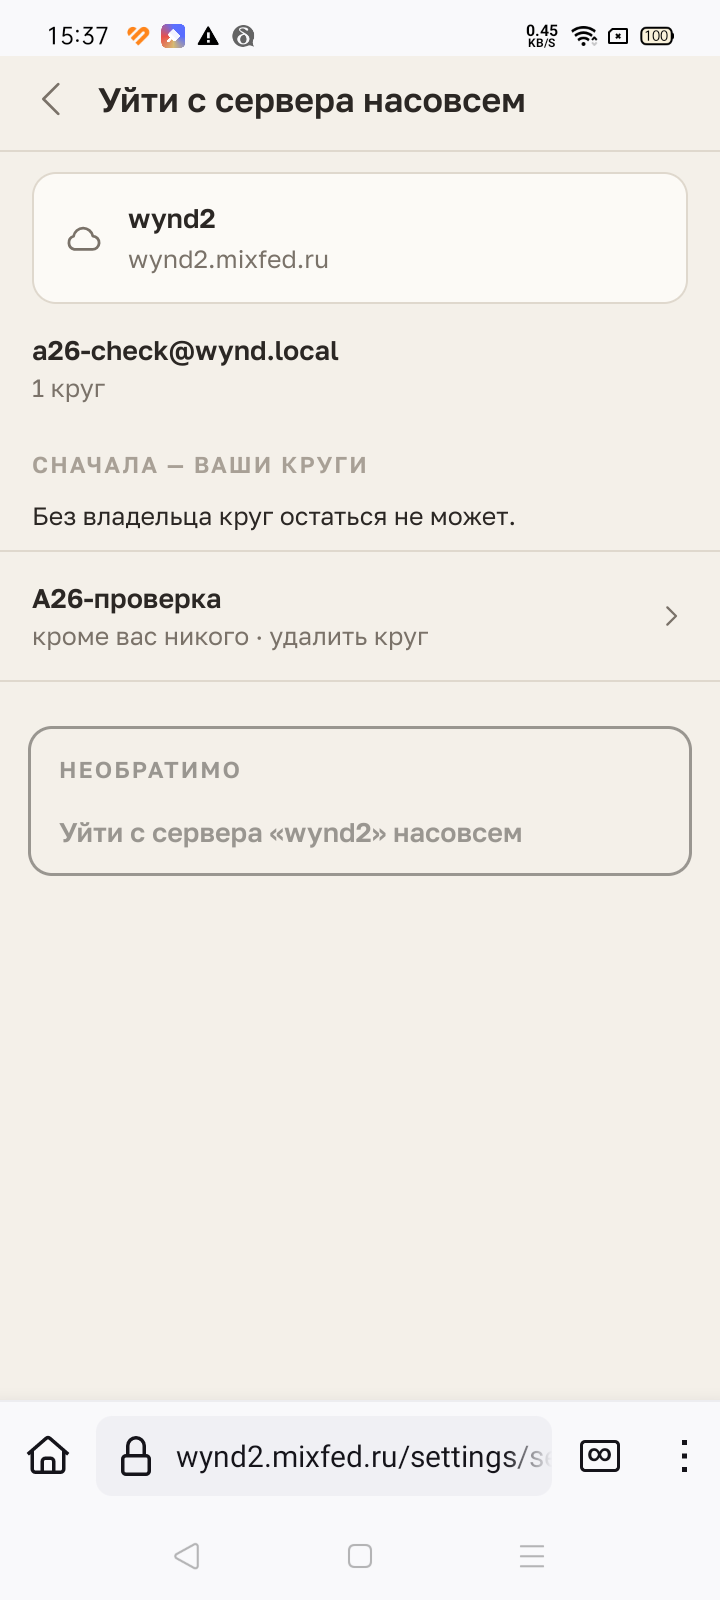 15:37
0.45
KB/S
100
Уйти с сервера насовсем
wynd2
wynd2.mixfed.ru
a26-check@wynd.local
1 круг
СНАЧАЛА — ВАШИ КРУГИ
Без владельца круг остаться не может.
А26-проверка
кроме вас никого · удалить круг
НЕОБРАТИМО
Уйти с сервера «wynd2» насовсем
wynd2.mixfed.ru/settings/se